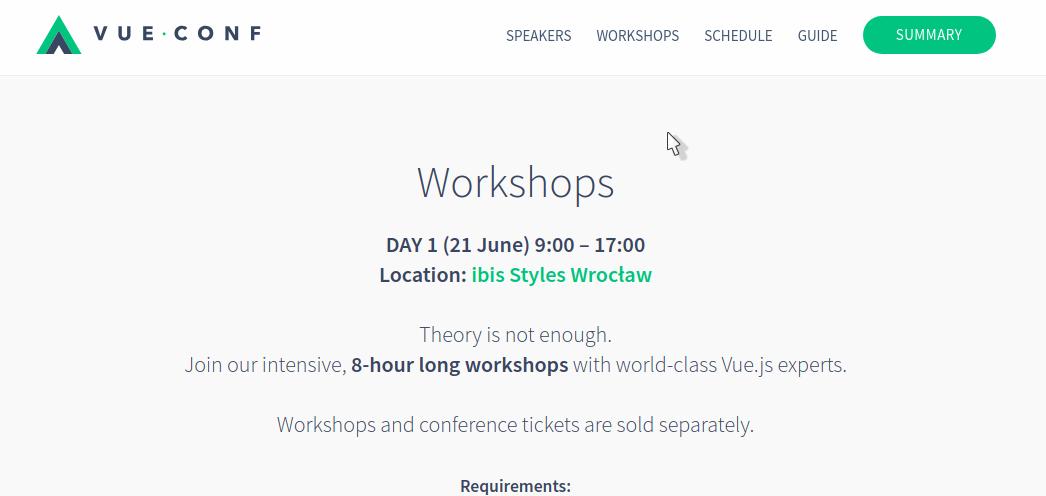 VUE·CONF
SPEAKERS WORKSHOPS SCHEDULE GUIDE SUMMARY
Workshops
DAY 1 (21 June) 9:00 – 17:00
Location: ibis Styles Wrocław
Theory is not enough.
Join our intensive, 8-hour long workshops with world-class Vue.js experts.
Workshops and conference tickets are sold separately.
Requirements: